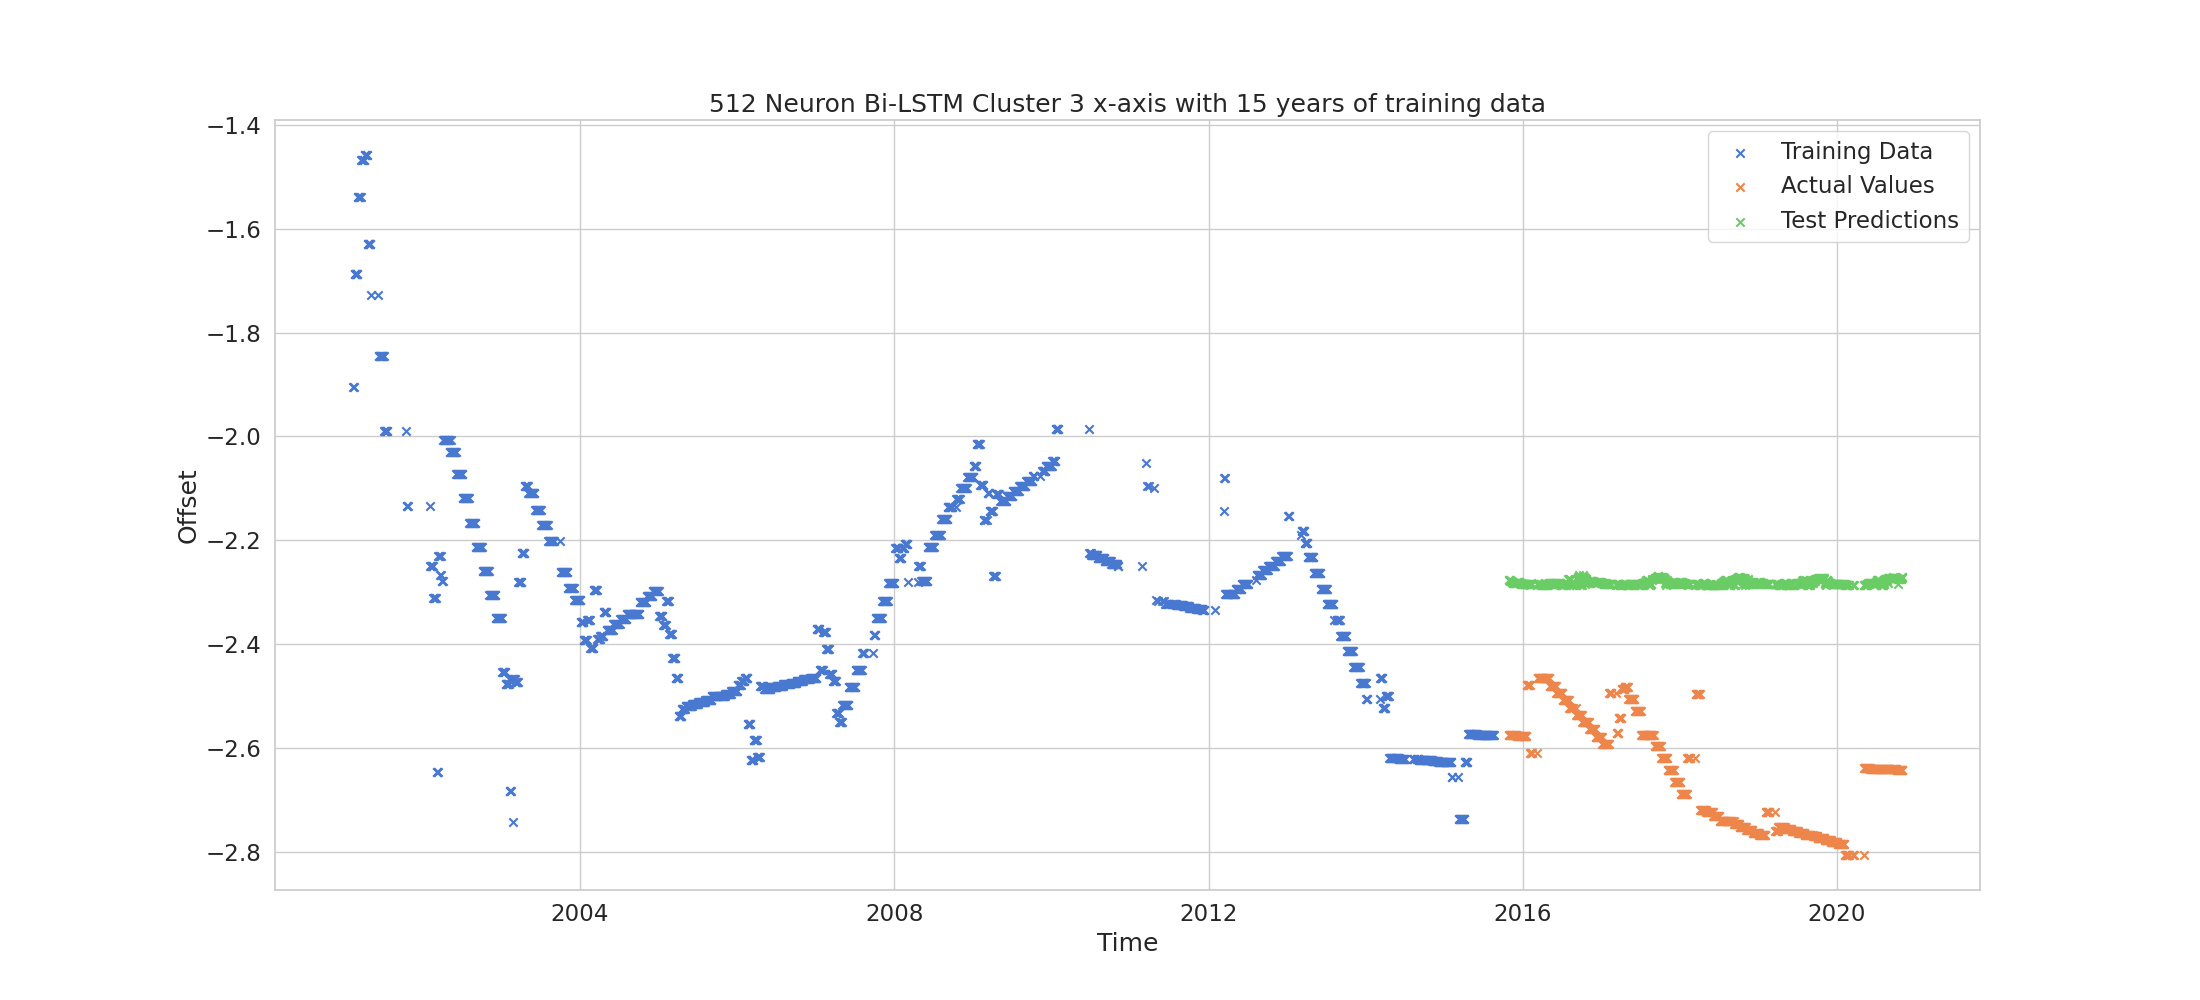 512 Neuron Bi-LSTM Cluster 3 x-axis with 15 years of training data
−1.4
−1.6
−1.8
−2.0
−2.2
−2.4
−2.6
−2.8
Offset
Training Data
Actual Values
Test Predictions
2004
2008
2012
2016
2020
Time